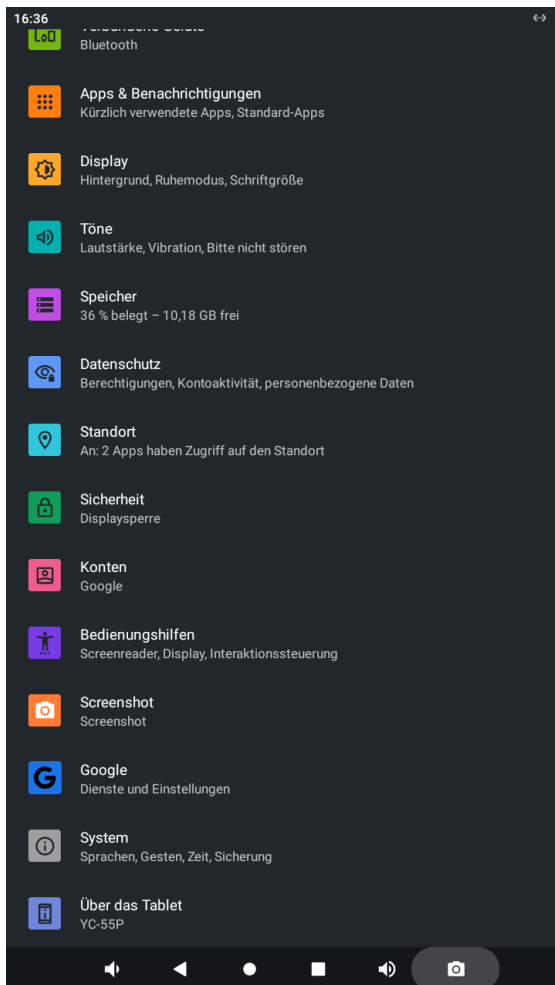 16:36
Verbundene Geräte
Bluetooth
Apps & Benachrichtigungen
Kürzlich verwendete Apps, Standard-Apps
Display
Hintergrund, Ruhemodus, Schriftgröße
Töne
Lautstärke, Vibration, Bitte nicht stören
Speicher
36 % belegt – 10,18 GB frei
Datenschutz
Berechtigungen, Kontoaktivität, personenbezogene Daten
Standort
An: 2 Apps haben Zugriff auf den Standort
Sicherheit
Displaysperre
Konten
Google
Bedienungshilfen
Screenreader, Display, Interaktionssteuerung
Screenshot
Screenshot
Google
Dienste und Einstellungen
System
Sprachen, Gesten, Zeit, Sicherung
Über das Tablet
YC-55P